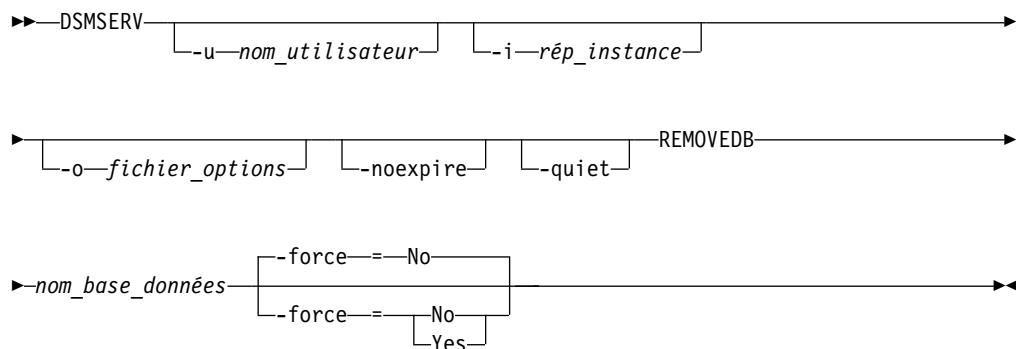 DSMSERV
-u nom_utilisateur -i rép_instance
-o fichier_options -noexpire -quiet REMOVEDB
nom_base_données -force = No
-force = No
Yes